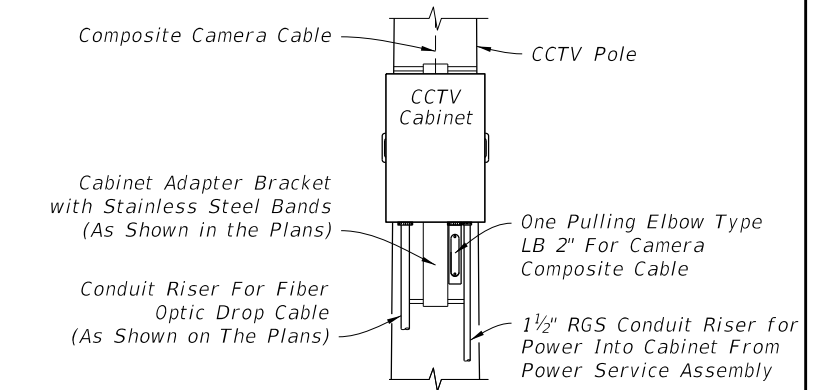 Composite Camera Cable
CCTV Pole
CCTV
Cabinet
Cabinet Adapter Bracket
with Stainless Steel Bands
(As Shown in the Plans)
One Pulling Elbow Type
LB 2" For Camera
Composite Cable
Conduit Riser For Fiber
Optic Drop Cable
(As Shown on The Plans)
1½" RGS Conduit Riser for
Power Into Cabinet From
Power Service Assembly